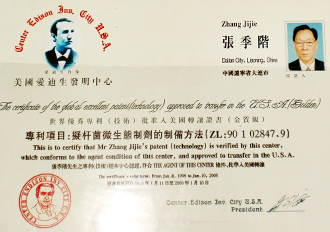 Center Edison Inv. City U.S.A.
Zhang Jijie
張季階
Dalian City, Liaoning, China
中國遼寧省大連市
美國愛迪生發明中心
The certificate of the global excellent patent(technology) approved to transfer in the U.S.A. (Golden)
世界優秀專利(技術)批准入美國轉讓證書(金質級)
專利項目:擬杆菌微生態制劑的制備方法(ZL:90 1 02847.9)
This is to certify that Mr Zhang Jijie's patent (technology) is verified by this center,
which conforms to the agent condition of this center, and approved to transfer in the U.S.A.
CENTER EDISON INV. CITY U.S.A.
Center Edison Inv. City USA
President